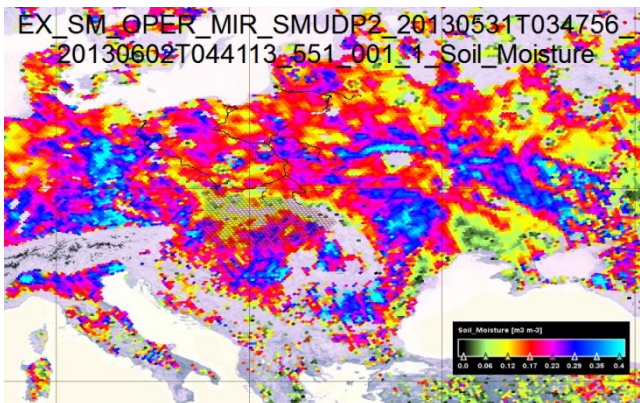 EX_SM_OPER_MIR_SMUDP2_20130531T034756_
20130602T044113_551_001_1_Soil_Moisture
Soil_Moisture [m3 m-3]
0.0 0.06 0.12 0.17 0.23 0.29 0.35 0.4